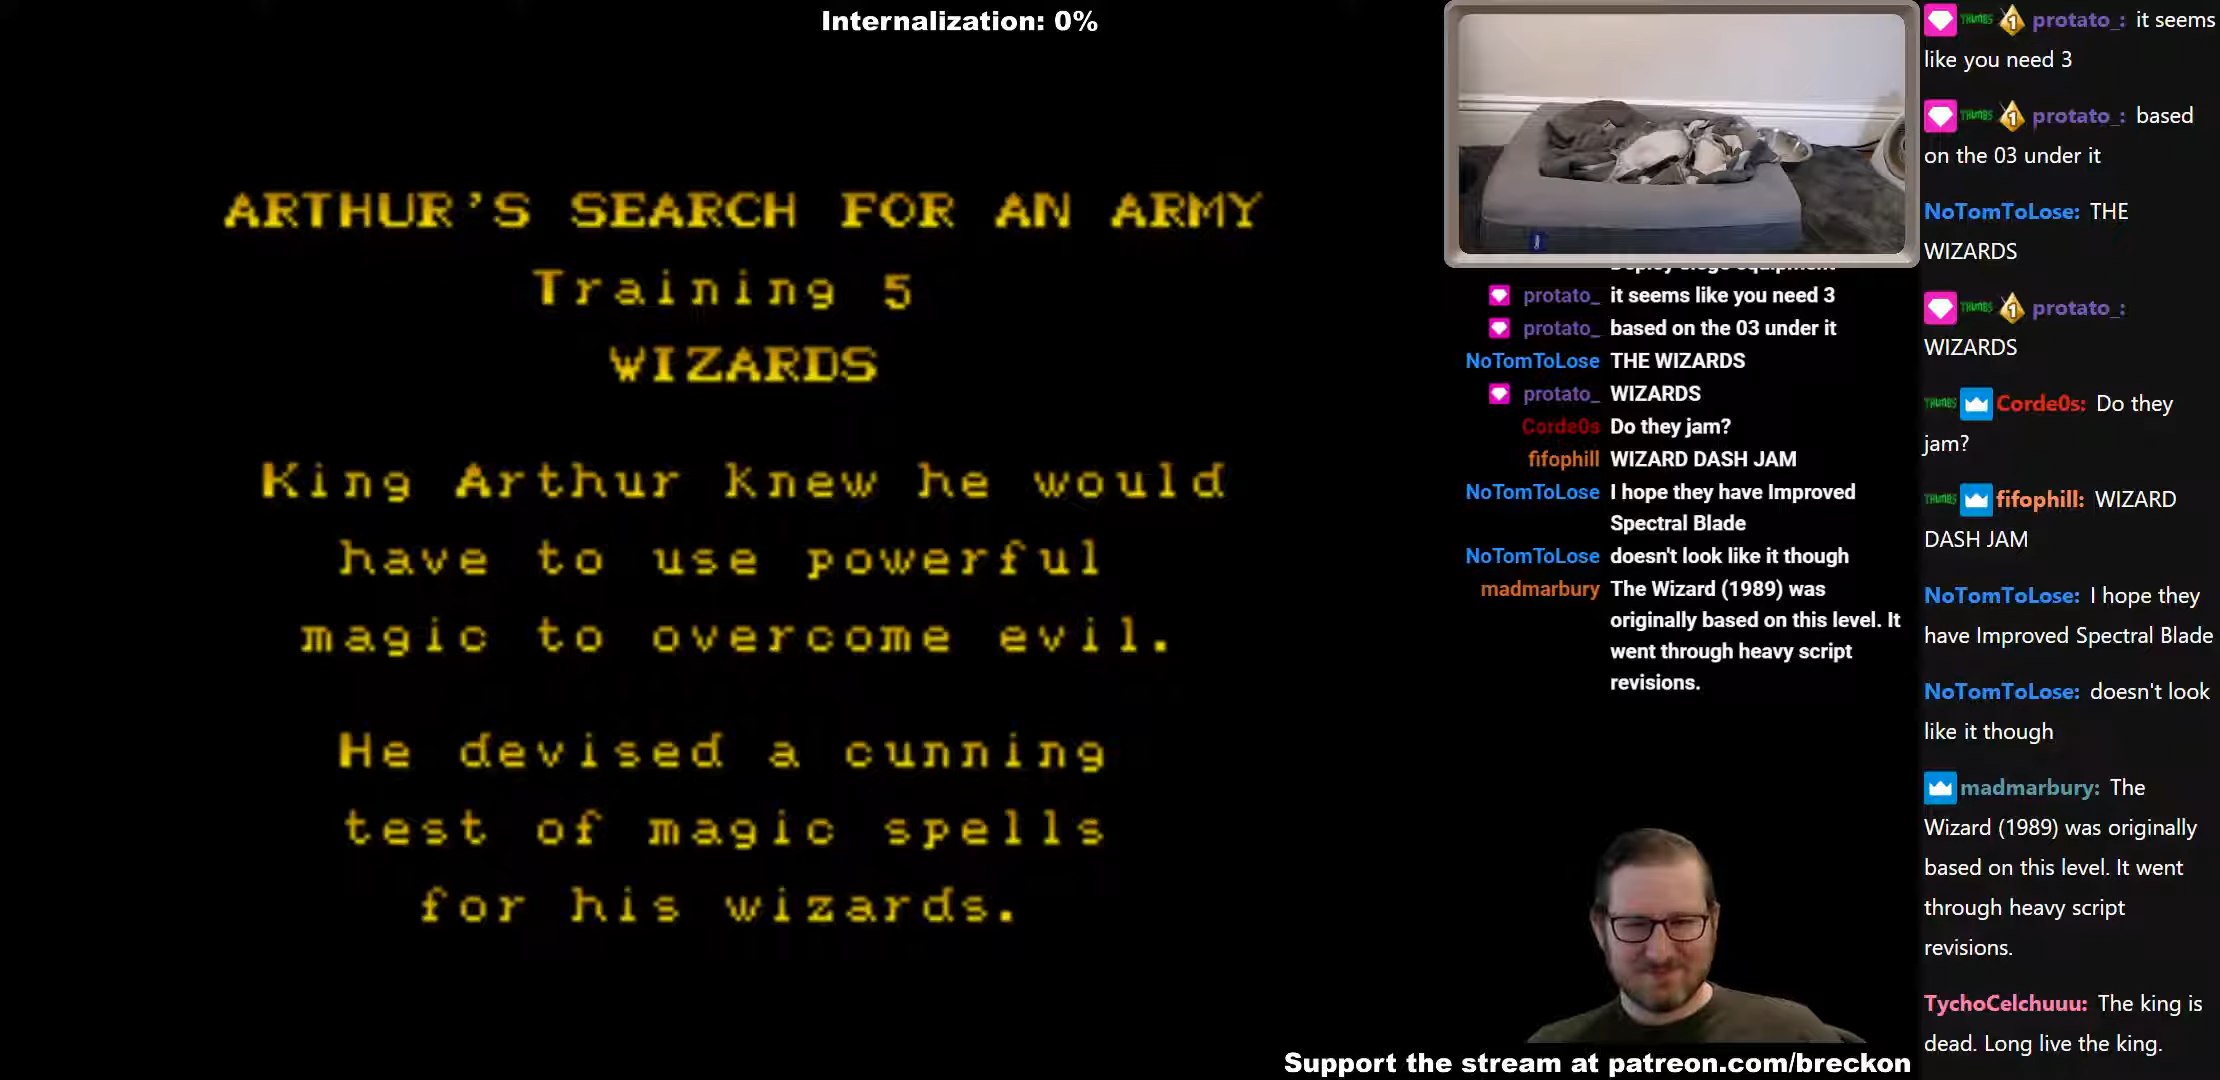 Internalization: 0%
ARTHUR'S SEARCH FOR AN ARMY
Training 5
WIZARDS
King Arthur knew he would
have to use powerful
magic to overcome evil.
He devised a cunning
test of magic spells
for his wizards.
protato_ it seems like you need 3
protato_ based on the 03 under it
NoTomToLose THE WIZARDS
protato_ WIZARDS
Corde0s Do they jam?
fifophill WIZARD DASH JAM
NoTomToLose I hope they have Improved
Spectral Blade
NoTomToLose doesn't look like it though
madmarbury The Wizard (1989) was
originally based on this level. It
went through heavy script
revisions.
Support the stream at patreon.com/breckon
THUMBS 1 protato_: it seems
like you need 3
THUMBS 1 protato_: based
on the 03 under it
NoTomToLose: THE
WIZARDS
THUMBS 1 protato_:
WIZARDS
THUMBS Corde0s: Do they
jam?
THUMBS fifophill: WIZARD
DASH JAM
NoTomToLose: I hope they
have Improved Spectral Blade
NoTomToLose: doesn't look
like it though
madmarbury: The
Wizard (1989) was originally
based on this level. It went
through heavy script
revisions.
TychoCelchuuu: The king is
dead. Long live the king.